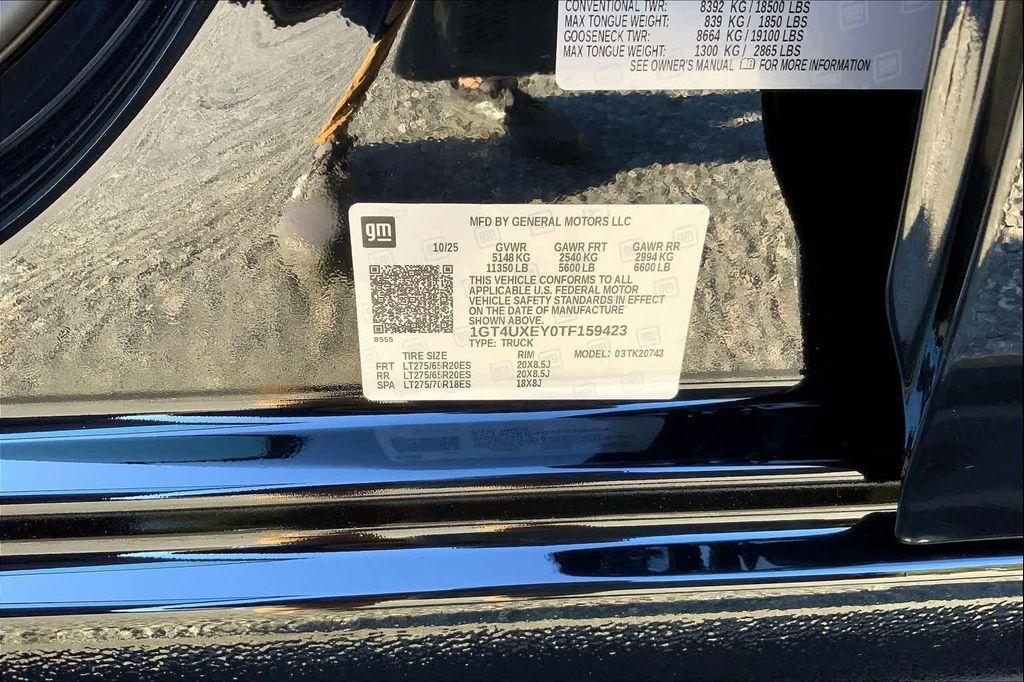 CONVENTIONAL TWR: 8392 KG / 18500 LBS
MAX TONGUE WEIGHT: 839 KG / 1850 LBS
GOOSENECK TWR: 8664 KG / 19100 LBS
MAX TONGUE WEIGHT: 1300 KG / 2865 LBS
SEE OWNER'S MANUAL FOR MORE INFORMATION
gm
MFD BY GENERAL MOTORS LLC
10/25 GVWR GAWR FRT GAWR RR
5148 KG 2540 KG 2994 KG
11350 LB 5600 LB 6600 LB
THIS VEHICLE CONFORMS TO ALL
APPLICABLE U.S. FEDERAL MOTOR
VEHICLE SAFETY STANDARDS IN EFFECT
ON THE DATE OF MANUFACTURE
SHOWN ABOVE.
1GT4UXEY0TF159423
8555
TYPE: TRUCK
TIRE SIZE RIM MODEL: 03TK20743
FRT LT275/65R20ES 20X8.5J
RR LT275/65R20ES 20X8.5J
SPA LT275/70R18ES 18X8J